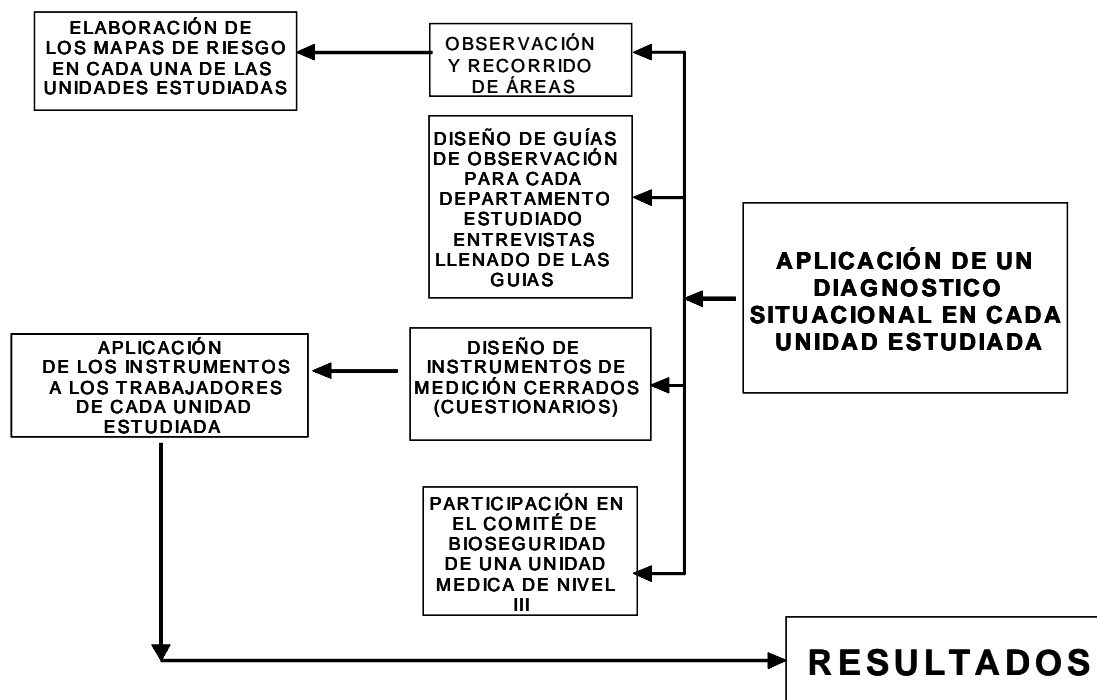 ELABORACIÓN DE
LOS MAPAS DE RIESGO
EN CADA UNA DE LAS
UNIDADES ESTUDIADAS
OBSERVACIÓN
Y RECORRIDO
DE ÁREAS
DISEÑO DE GUÍAS
DE OBSERVACIÓN
PARA CADA
DEPARTAMENTO
ESTUDIADO
ENTREVISTAS
LLENADO DE LAS
GUIAS
APLICACIÓN DE UN
DIAGNOSTICO
SITUACIONAL EN CADA
UNIDAD ESTUDIADA
APLICACIÓN
DE LOS INSTRUMENTOS
A LOS TRABAJADORES
DE CADA UNIDAD
ESTUDIADA
DISEÑO DE
INSTRUMENTOS DE
MEDICIÓN CERRADOS
(CUESTIONARIOS)
PARTICIPACIÓN EN
EL COMITÉ DE
BIOSEGURIDAD
DE UNA UNIDAD
MEDICA DE NIVEL
III
RESULTADOS